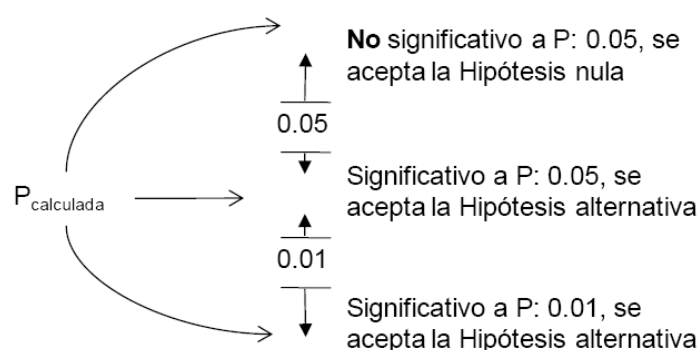 No significativo a P: 0.05, se
acepta la Hipótesis nula
0.05
Significativo a P: 0.05, se
acepta la Hipótesis alternativa
Pcalculada
0.01
Significativo a P: 0.01, se
acepta la Hipótesis alternativa